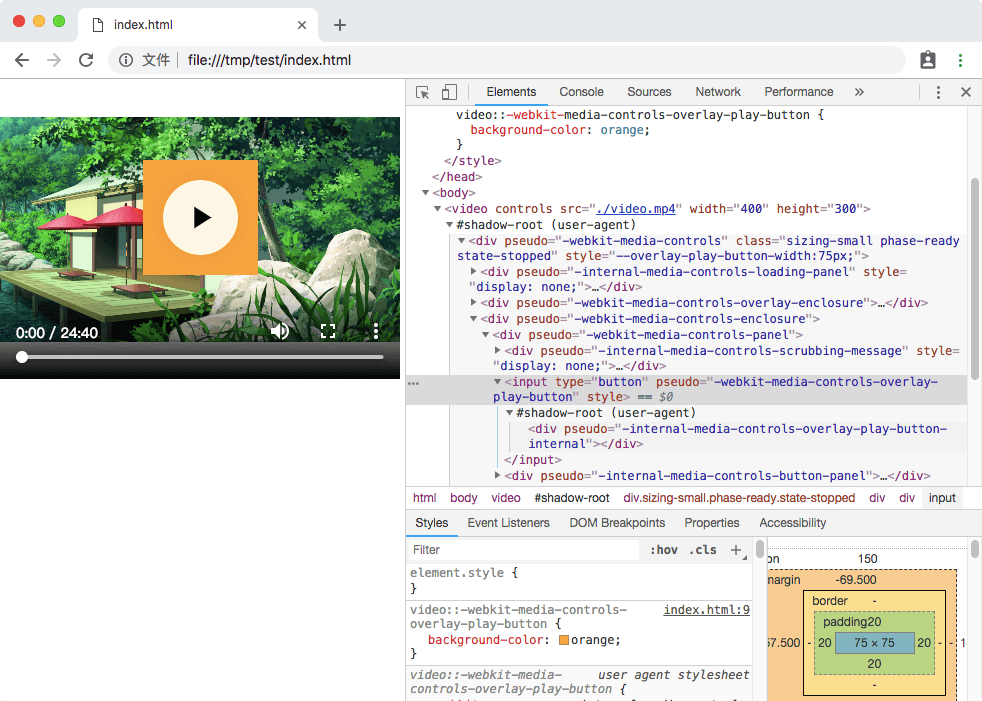 index.html
文件 file:///tmp/test/index.html
Elements Console Sources Network Performance »
video::-webkit-media-controls-overlay-play-button {
background-color: orange;
}
</style>
</head>
<body>
<video controls src="./video.mp4" width="400" height="300">
#shadow-root (user-agent)
<div pseudo="-webkit-media-controls" class="sizing-small phase-ready
state-stopped" style="--overlay-play-button-width:75px;">
<div pseudo="-internal-media-controls-loading-panel" style=
"display: none;">…</div>
<div pseudo="-webkit-media-controls-overlay-enclosure">…</div>
<div pseudo="-webkit-media-controls-enclosure">
<div pseudo="-webkit-media-controls-panel">
<div pseudo="-internal-media-controls-scrubbing-message" style=
"display: none;">…</div>
<input type="button" pseudo="-webkit-media-controls-overlay-
play-button" style> == $0
#shadow-root (user-agent)
<div pseudo="-internal-media-controls-overlay-play-button-
internal"></div>
</input>
<div pseudo="-internal-media-controls-button-panel">…</div>
0:00 / 24:40
html body video #shadow-root div.sizing-small.phase-ready.state-stopped div div input
Styles Event Listeners DOM Breakpoints Properties Accessibility
Filter :hov .cls +
element.style {
}
video::-webkit-media-controls- index.html:9
overlay-play-button {
background-color: orange;
}
video::-webkit-media- user agent stylesheet
controls-overlay-play-button {
on 150
margin -69.500
border -
padding20
57.500 - 20 75 × 75 20 - - 1
20
-